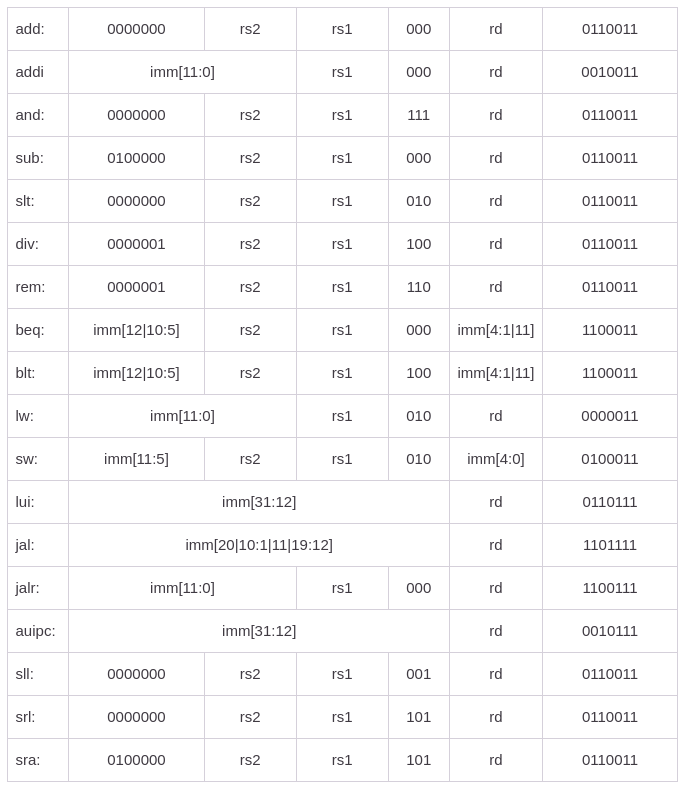 add: 0000000 rs2 rs1 000 rd 0110011
addi imm[11:0] rs1 000 rd 0010011
and: 0000000 rs2 rs1 111 rd 0110011
sub: 0100000 rs2 rs1 000 rd 0110011
slt: 0000000 rs2 rs1 010 rd 0110011
div: 0000001 rs2 rs1 100 rd 0110011
rem: 0000001 rs2 rs1 110 rd 0110011
beq: imm[12|10:5] rs2 rs1 000 imm[4:1|11] 1100011
blt: imm[12|10:5] rs2 rs1 100 imm[4:1|11] 1100011
lw: imm[11:0] rs1 010 rd 0000011
sw: imm[11:5] rs2 rs1 010 imm[4:0] 0100011
lui: imm[31:12] rd 0110111
jal: imm[20|10:1|11|19:12] rd 1101111
jalr: imm[11:0] rs1 000 rd 1100111
auipc: imm[31:12] rd 0010111
sll: 0000000 rs2 rs1 001 rd 0110011
srl: 0000000 rs2 rs1 101 rd 0110011
sra: 0100000 rs2 rs1 101 rd 0110011